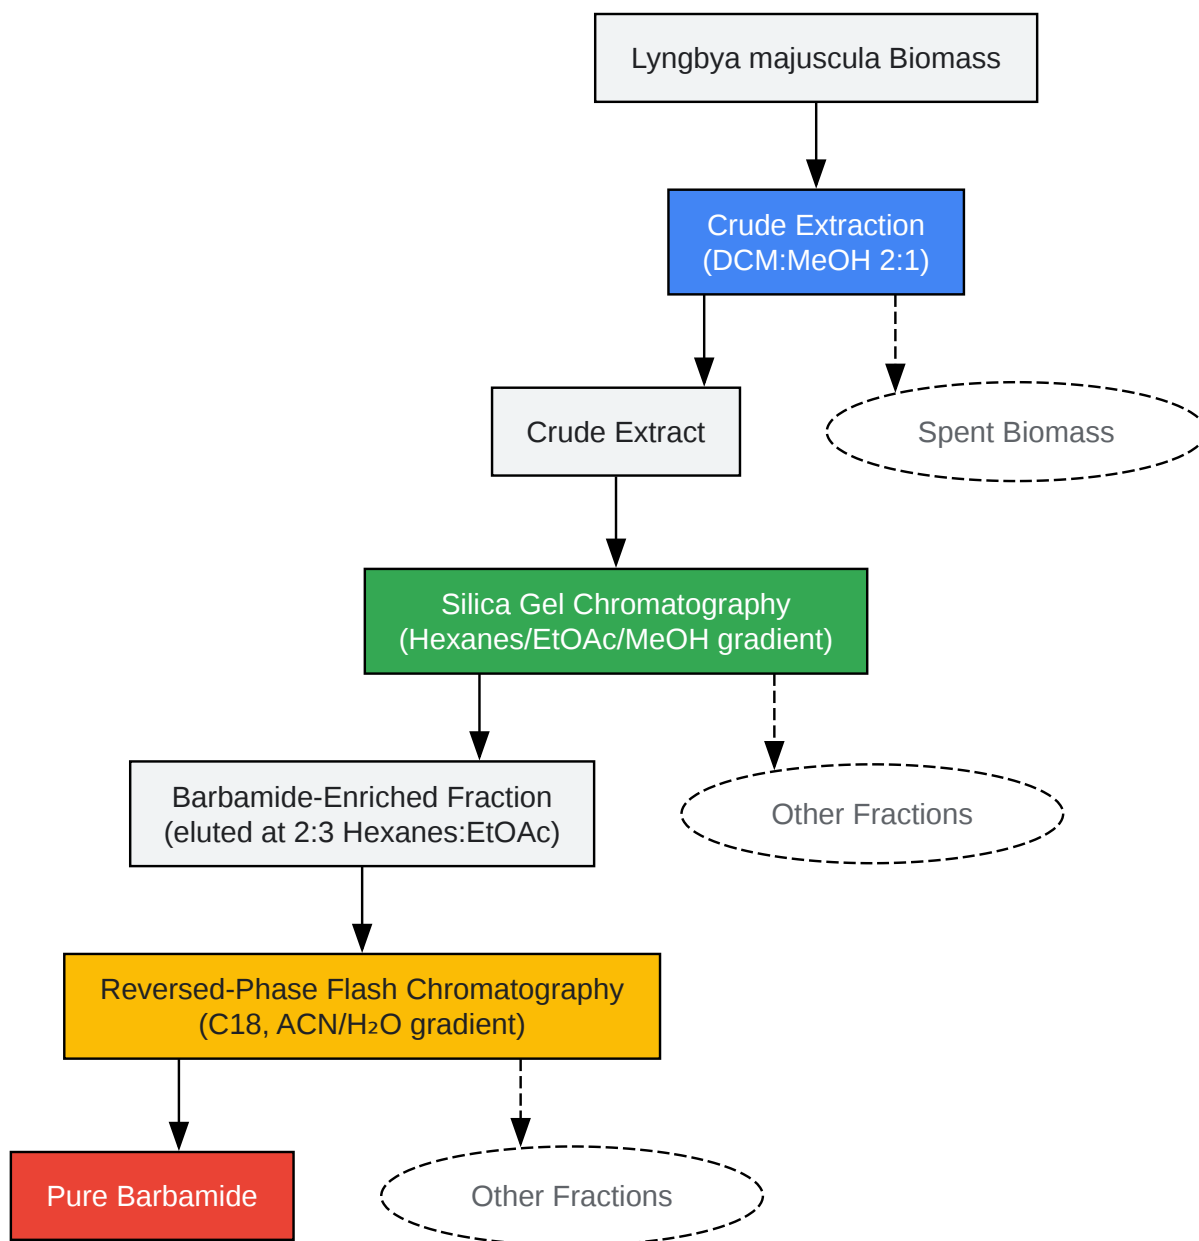 Lyngbya majuscula Biomass
Crude Extraction
(DCM:MeOH 2:1)
Crude Extract
Spent Biomass
Silica Gel Chromatography
(Hexanes/EtOAc/MeOH gradient)
Barbamide-Enriched Fraction
(eluted at 2:3 Hexanes:EtOAc)
Other Fractions
Reversed-Phase Flash Chromatography
(C18, ACN/H₂O gradient)
Pure Barbamide
Other Fractions